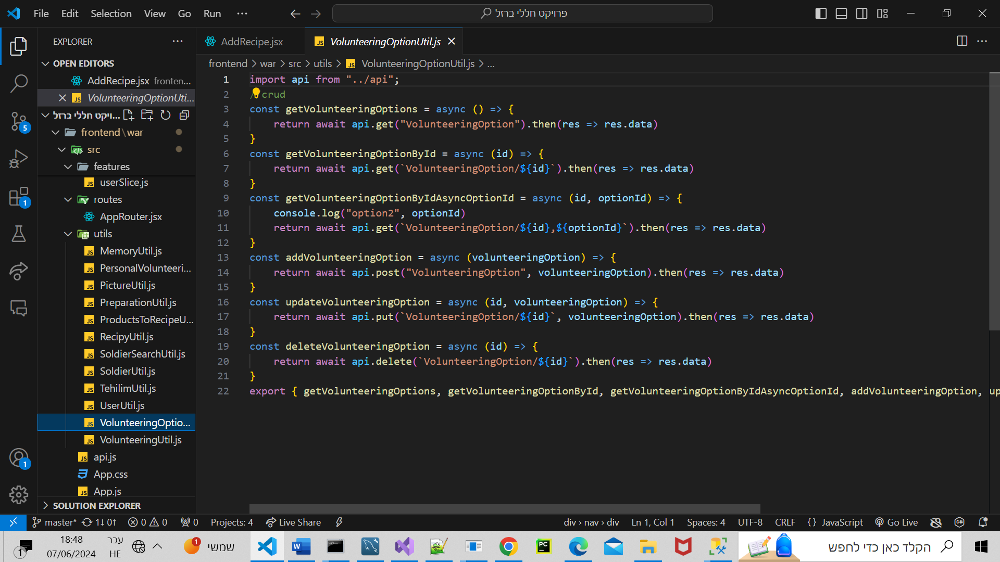 File Edit Selection View Go Run ···
פרויקט חללי ברזל
EXPLORER ···
OPEN EDITORS
AddRecipe.jsx fronten...
VolunteeringOptionUti...
ויקט חללי ברזל...
frontend\war
src
features
userSlice.js
routes
AppRouter.jsx
utils
MemoryUtil.js
PersonalVolunteeri...
PictureUtil.js
PreparationUtil.js
ProductsToRecipeU...
RecipyUtil.js
SoldierSearchUtil.js
SoldierUtil.js
TehilimUtil.js
UserUtil.js
VolunteeringOptio...
VolunteeringUtil.js
api.js
App.css
App.js
SOLUTION EXPLORER
5
1
1
AddRecipe.jsx VolunteeringOptionUtil.js
frontend > war > src > utils > VolunteeringOptionUtil.js > ...
1 import api from "../api";
2 //crud
3 const getVolunteeringOptions = async () => {
4 return await api.get("VolunteeringOption").then(res => res.data)
5 }
6 const getVolunteeringOptionById = async (id) => {
7 return await api.get(`VolunteeringOption/${id}`).then(res => res.data)
8 }
9 const getVolunteeringOptionByIdAsyncOptionId = async (id, optionId) => {
10 console.log("option2", optionId)
11 return await api.get(`VolunteeringOption/${id},${optionId}`).then(res => res.data)
12 }
13 const addVolunteeringOption = async (volunteeringOption) => {
14 return await api.post("VolunteeringOption", volunteeringOption).then(res => res.data)
15 }
16 const updateVolunteeringOption = async (id, volunteeringOption) => {
17 return await api.put(`VolunteeringOption/${id}`, volunteeringOption).then(res => res.data)
18 }
19 const deleteVolunteeringOption = async (id) => {
20 return await api.delete(`VolunteeringOption/${id}`).then(res => res.data)
21 }
22 export { getVolunteeringOptions, getVolunteeringOptionById, getVolunteeringOptionByIdAsyncOptionId, addVolunteeringOption, up
master* 1↓ 0↑ 0 0 0 Projects: 4 Live Share div › nav › div Ln 1, Col 1 Spaces: 4 UTF-8 CRLF {} JavaScript Go Live
1 18:48 07/06/2024 עבר HE 1 שמשי הקלד כאן כדי לחפש